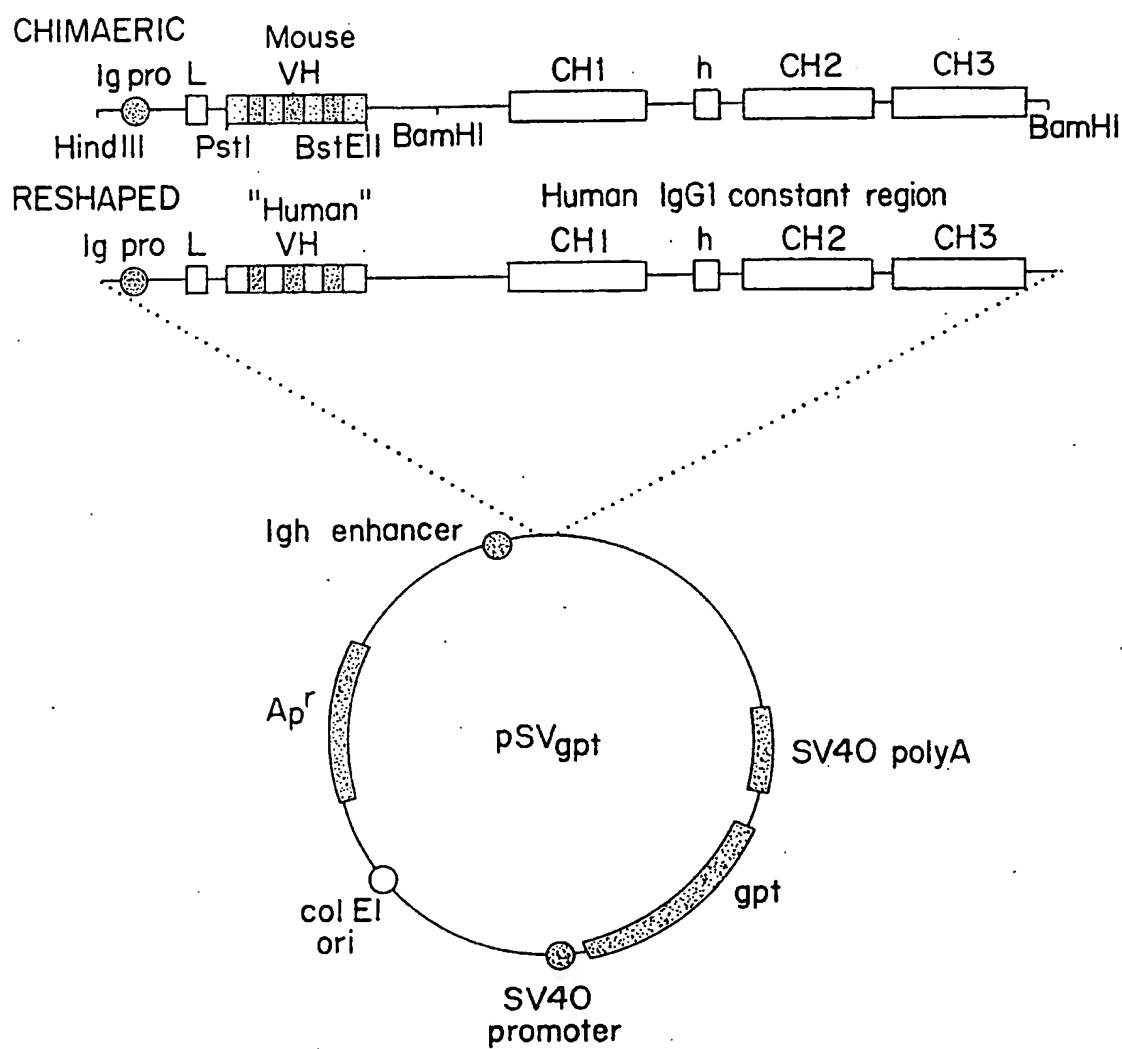 CHIMAERIC
Mouse
Ig pro L VH CH1 h CH2 CH3
HindIII PstI BstEII BamHI BamHI
RESHAPED "Human" Human IgG1 constant region
Ig pro L VH CH1 h CH2 CH3
Igh enhancer
Apr
pSVgpt
SV40 polyA
gpt
col EI
ori
SV40
promoter